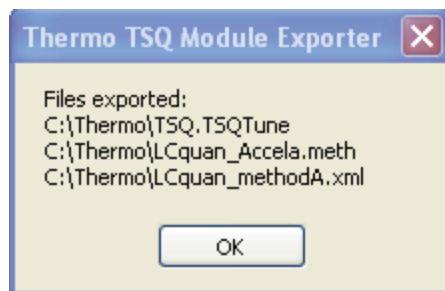 Thermo TSQ Module Exporter
Files exported:
C:\Thermo\TSQ.TSQTune
C:\Thermo\LCquan_Accela.meth
C:\Thermo\LCquan_methodA.xml
OK